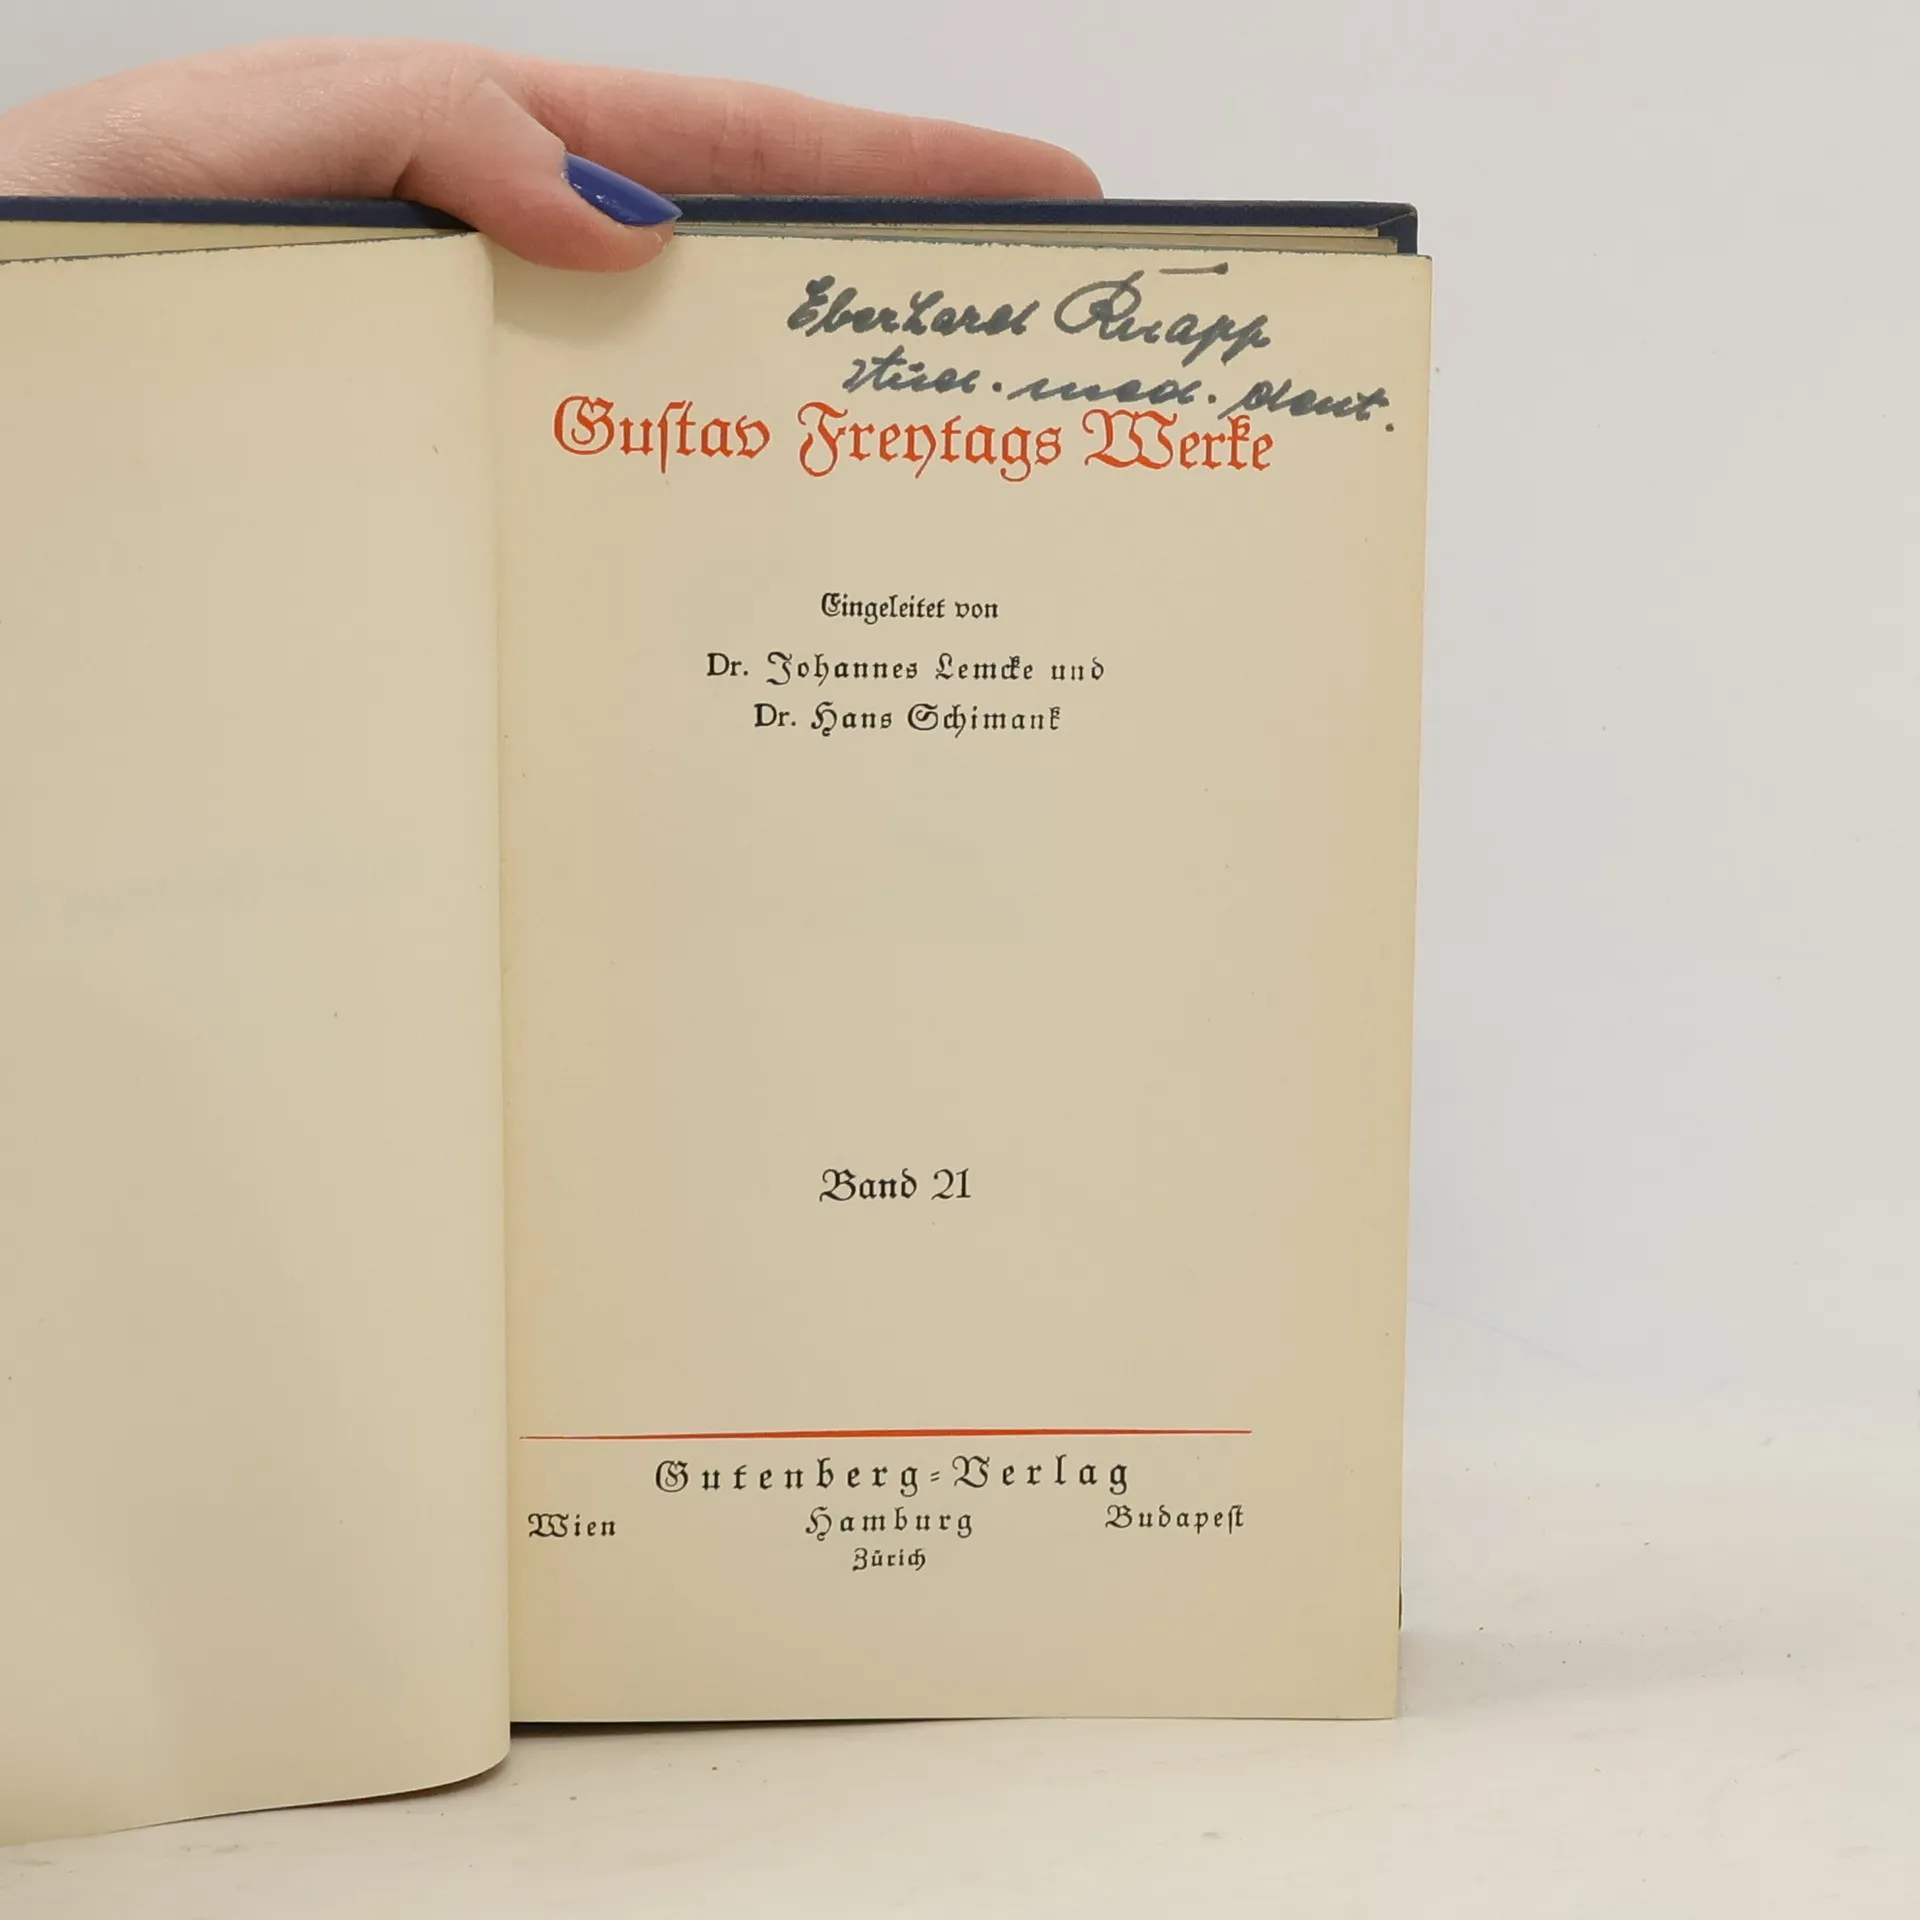 Eberhard Knapp
stud. med. dent.
Gustav Freytags Werke
Eingeleitet von
Dr. Johannes Lemcke und
Dr. Hans Schimank
Band 21
Gutenberg-Verlag
Wien Hamburg Budapest
Zürich